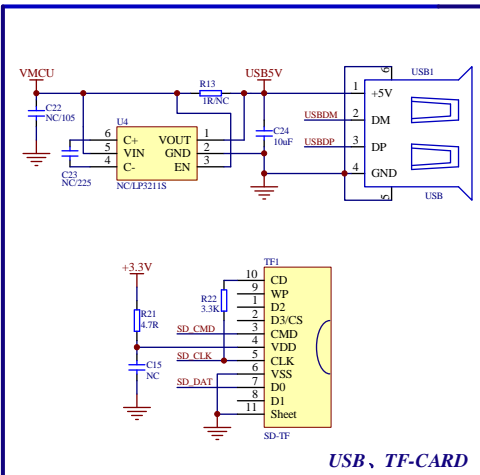 VMCU
C22
NC/105
R13
1R/NC
USB5V
U4
6 C+ VOUT 1
5 VIN GND 2
4 C- EN 3
NC/LP3211S
C23
NC/225
C24
10uF
USB1
6
1 +5V
USBDM 2 DM
USBDP 3 DP
4 GND
5
USB
+3.3V
R21
4.7R
C15
NC
R22
3.3K
TF1
10 CD
9 WP
1 D2
2 D3/CS
SD_CMD 3 CMD
4 VDD
SD_CLK 5 CLK
6 VSS
SD_DAT 7 D0
8 D1
11 Sheet
SD-TF
USB、TF-CARD